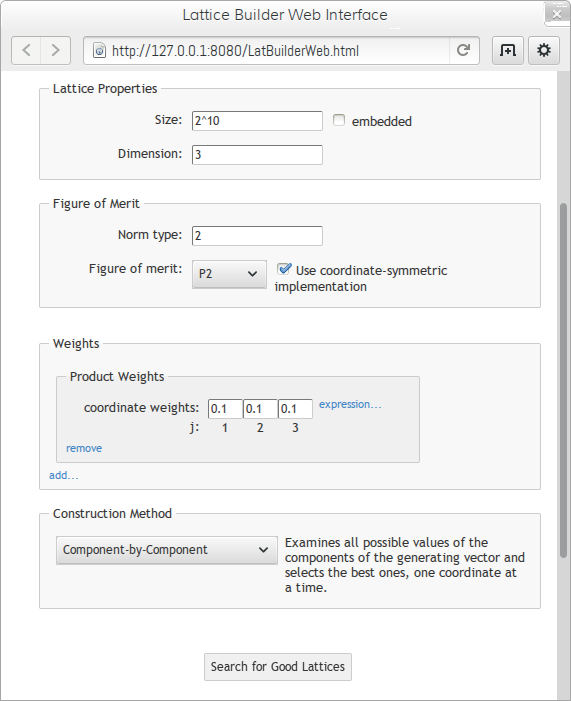 Lattice Builder Web Interface
http://127.0.0.1:8080/LatBuilderWeb.html
Lattice Properties
Size: 2^10 embedded
Dimension: 3
Figure of Merit
Norm type: 2
Figure of merit: P2 Use coordinate-symmetric
implementation
Weights
Product Weights
coordinate weights: 0.1 0.1 0.1 expression...
j: 1 2 3
remove
add...
Construction Method
Component-by-Component
Examines all possible values of the
components of the generating vector and
selects the best ones, one coordinate at
a time.
Search for Good Lattices